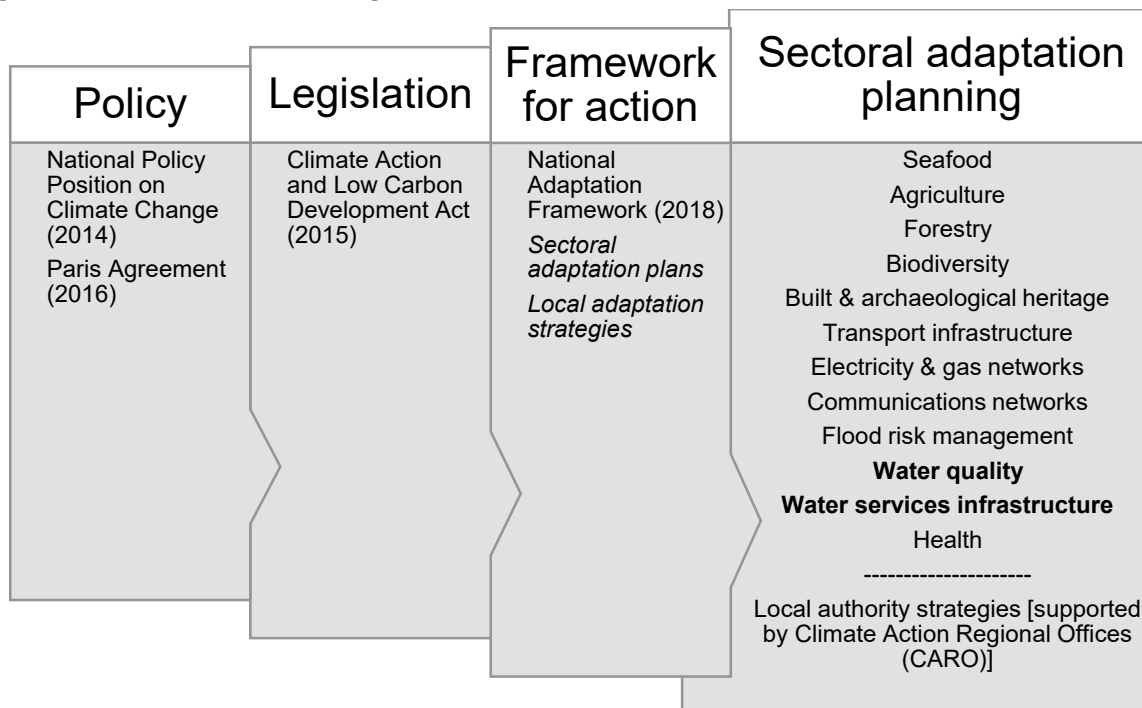 Policy
National Policy
Position on
Climate Change
(2014)
Paris Agreement
(2016)
Legislation
Climate Action
and Low Carbon
Development Act
(2015)
Framework
for action
National
Adaptation
Framework (2018)
Sectoral
adaptation plans
Local adaptation
strategies
Sectoral adaptation
planning
Seafood
Agriculture
Forestry
Biodiversity
Built & archaeological heritage
Transport infrastructure
Electricity & gas networks
Communications networks
Flood risk management
Water quality
Water services infrastructure
Health
---------------------
Local authority strategies [supported
by Climate Action Regional Offices
(CARO)]